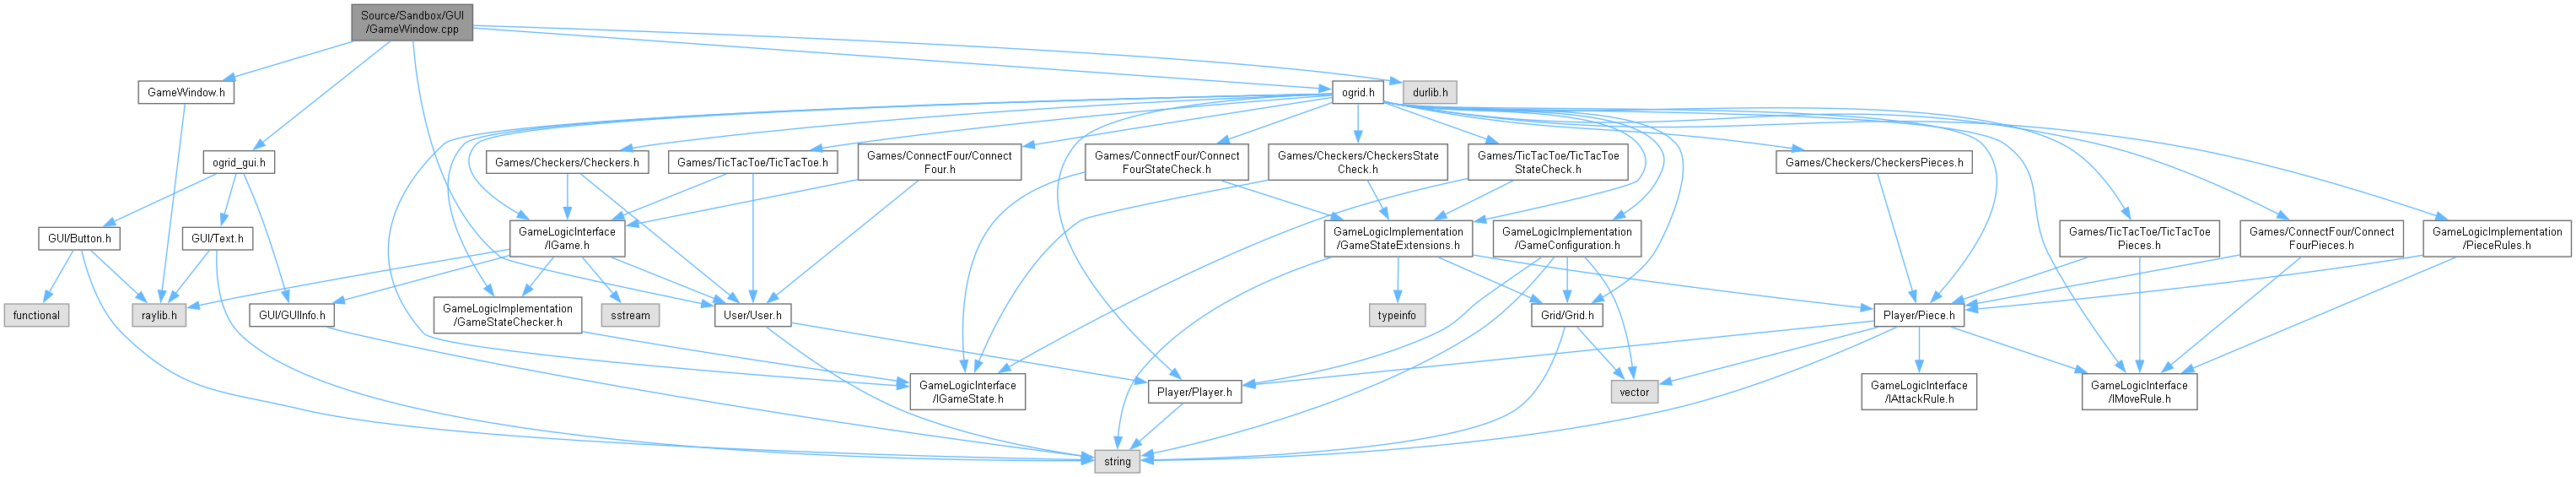 Source/Sandbox/GUI
/GameWindow.cpp
GameWindow.h
ogrid.h
durlib.h
ogrid_gui.h
Games/Checkers/Checkers.h
Games/TicTacToe/TicTacToe.h
Games/ConnectFour/Connect
Four.h
Games/ConnectFour/Connect
FourStateCheck.h
Games/Checkers/CheckersState
Check.h
Games/TicTacToe/TicTacToe
StateCheck.h
Games/Checkers/CheckersPieces.h
GUI/Button.h
GUI/Text.h
GameLogicInterface
/IGame.h
GameLogicImplementation
/GameStateExtensions.h
GameLogicImplementation
/GameConfiguration.h
Games/TicTacToe/TicTacToe
Pieces.h
Games/ConnectFour/Connect
FourPieces.h
GameLogicImplementation
/PieceRules.h
functional
raylib.h
GUI/GUIInfo.h
GameLogicImplementation
/GameStateChecker.h
sstream
User/User.h
typeinfo
Grid/Grid.h
Player/Piece.h
GameLogicInterface
/IGameState.h
Player/Player.h
vector
GameLogicInterface
/IAttackRule.h
GameLogicInterface
/IMoveRule.h
string